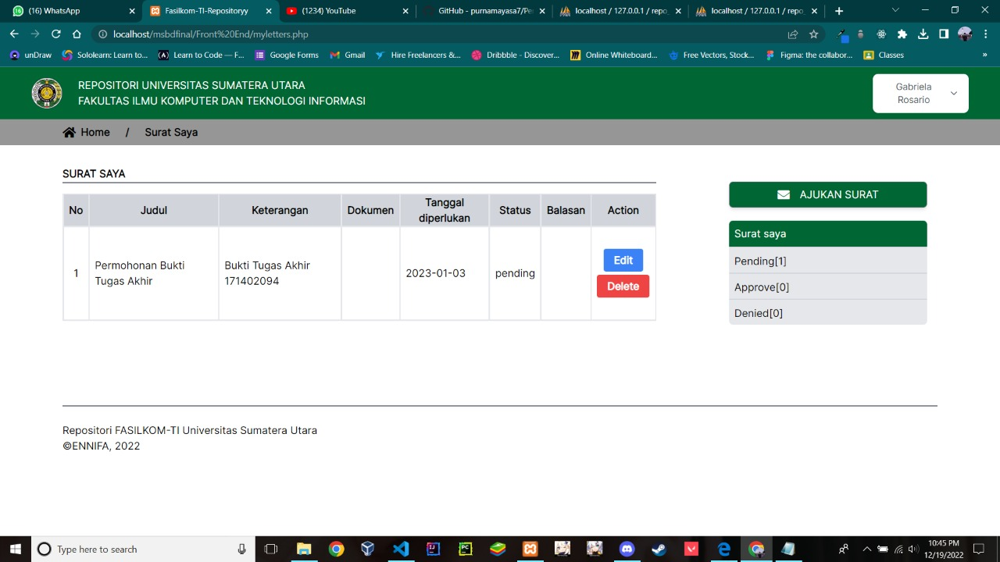 (16) WhatsApp
Fasilkom-TI-Repositoryy
(1234) YouTube
GitHub - purnamayasa7/Per
localhost / 127.0.0.1 / repo_
localhost / 127.0.0.1 / repo_
localhost/msbdfinal/Front%20End/myletters.php
unDraw
Sololearn: Learn to...
Learn to Code — F...
Google Forms
Gmail
Hire Freelancers &...
Dribbble - Discover...
Online Whiteboard...
Free Vectors, Stock...
Figma: the collabor...
Classes
»
REPOSITORI UNIVERSITAS SUMATERA UTARA
FAKULTAS ILMU KOMPUTER DAN TEKNOLOGI INFORMASI
Gabriela
Rosario
Home / Surat Saya
SURAT SAYA
No Judul Keterangan Dokumen Tanggal diperlukan Status Balasan Action
1 Permohonan Bukti Tugas Akhir Bukti Tugas Akhir 171402094 2023-01-03 pending Edit Delete
AJUKAN SURAT
Surat saya
Pending[1]
Approve[0]
Denied[0]
Repositori FASILKOM-TI Universitas Sumatera Utara
©ENNIFA, 2022
Type here to search
10:45 PM
12/19/2022